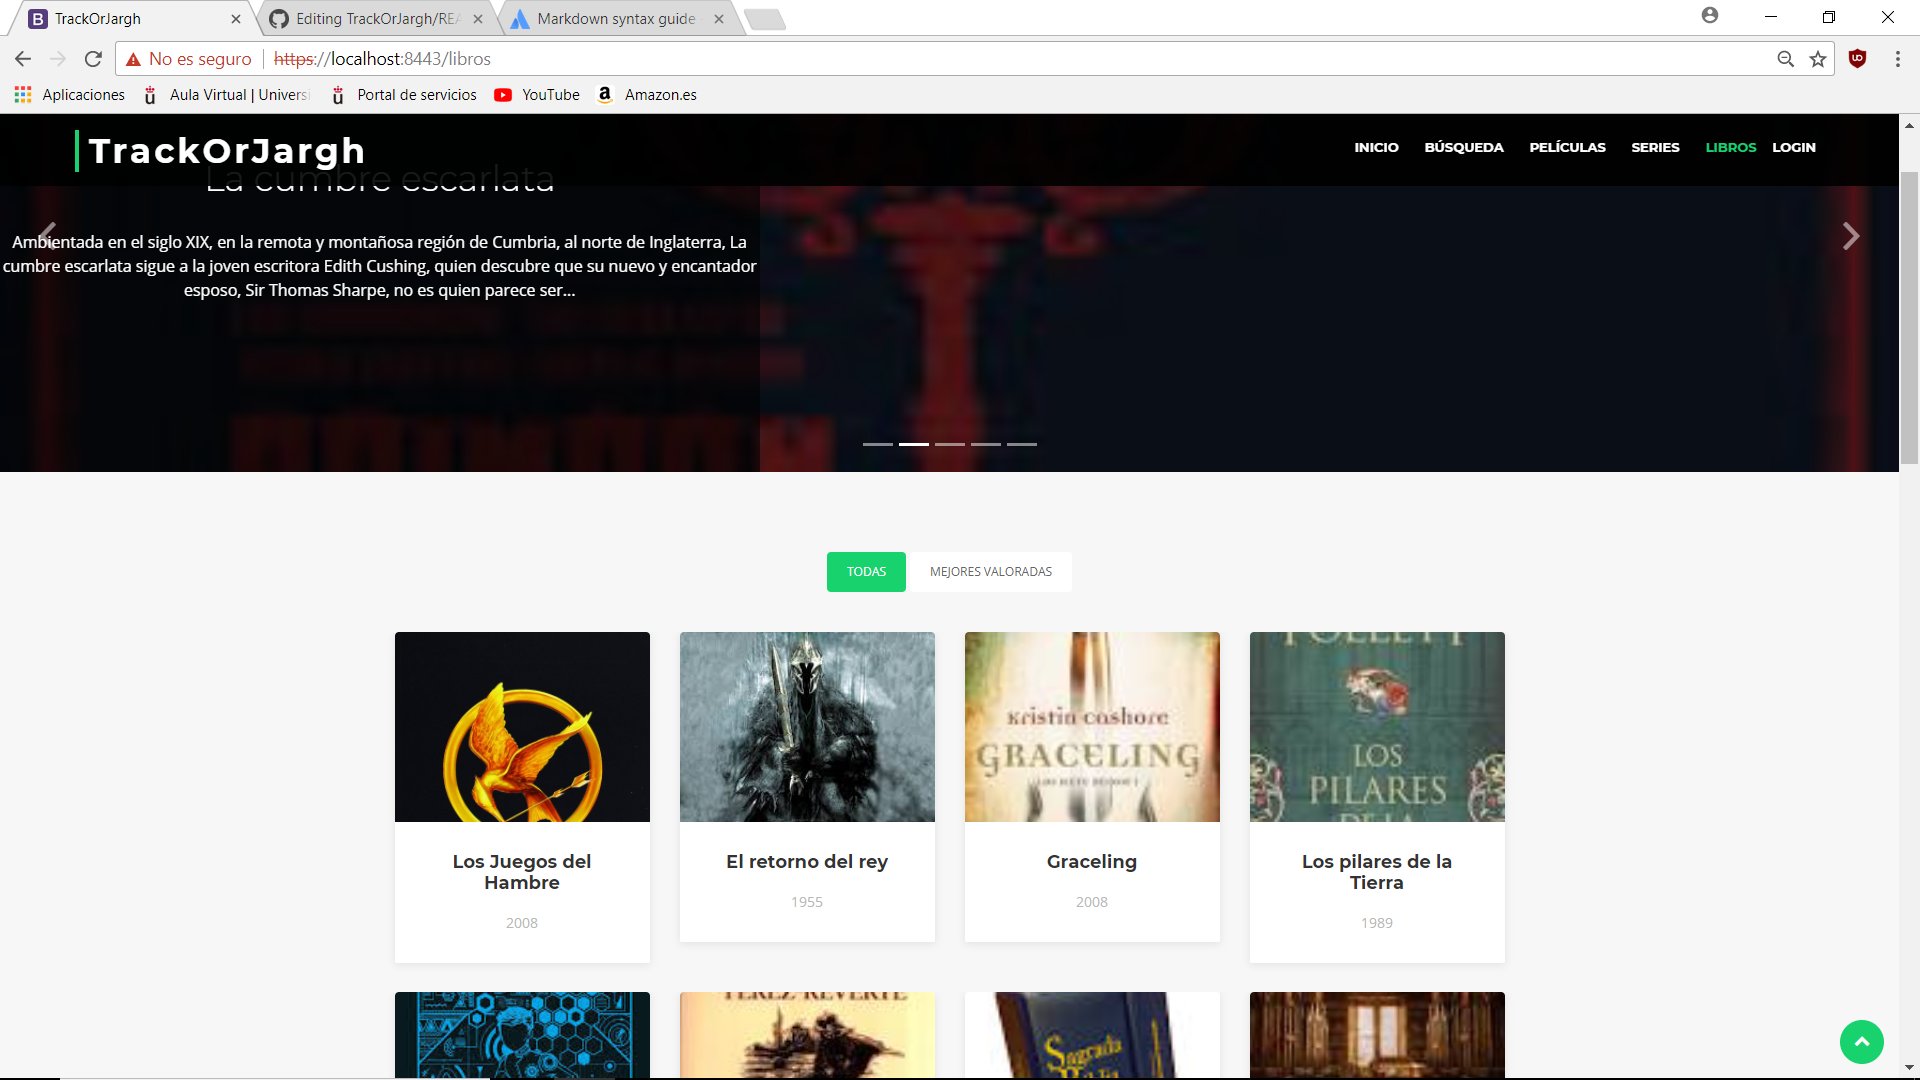 TrackOrJargh
Editing TrackOrJargh/REA
Markdown syntax guide
No es seguro
https://localhost:8443/libros
Aplicaciones
Aula Virtual | Universi
Portal de servicios
YouTube
Amazon.es
TrackOrJargh
INICIO
BÚSQUEDA
PELÍCULAS
SERIES
LIBROS
LOGIN
La cumbre escarlata
Ambientada en el siglo XIX, en la remota y montañosa región de Cumbria, al norte de Inglaterra, La
cumbre escarlata sigue a la joven escritora Edith Cushing, quien descubre que su nuevo y encantador
esposo, Sir Thomas Sharpe, no es quien parece ser...
TODAS
MEJORES VALORADAS
kristin cashore
GRACELING
FOLLETT
LOS
PILARES
DE LA
Los Juegos del
Hambre
2008
El retorno del rey
1955
Graceling
2008
Los pilares de la
Tierra
1989
PEREZ-REVERTE
Sagrada